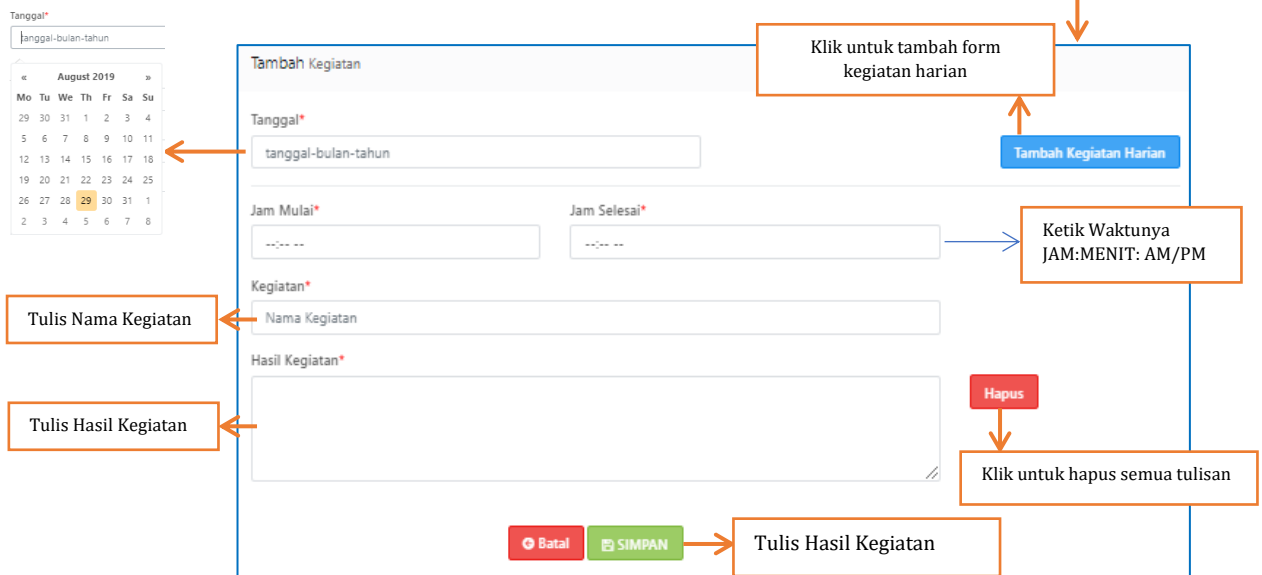 Tanggal*
tanggal-bulan-tahun
« August 2019 »
Mo Tu We Th Fr Sa Su
29 30 31 1 2 3 4
5 6 7 8 9 10 11
12 13 14 15 16 17 18
19 20 21 22 23 24 25
26 27 28 29 30 31 1
2 3 4 5 6 7 8
Klik untuk tambah form
kegiatan harian
Tambah Kegiatan
Tanggal*
tanggal-bulan-tahun
Tambah Kegiatan Harian
Jam Mulai*
Jam Selesai*
--:-- --
--:-- --
Ketik Waktunya
JAM:MENIT: AM/PM
Kegiatan*
Nama Kegiatan
Tulis Nama Kegiatan
Hasil Kegiatan*
Hapus
Tulis Hasil Kegiatan
Klik untuk hapus semua tulisan
Batal
SIMPAN
Tulis Hasil Kegiatan